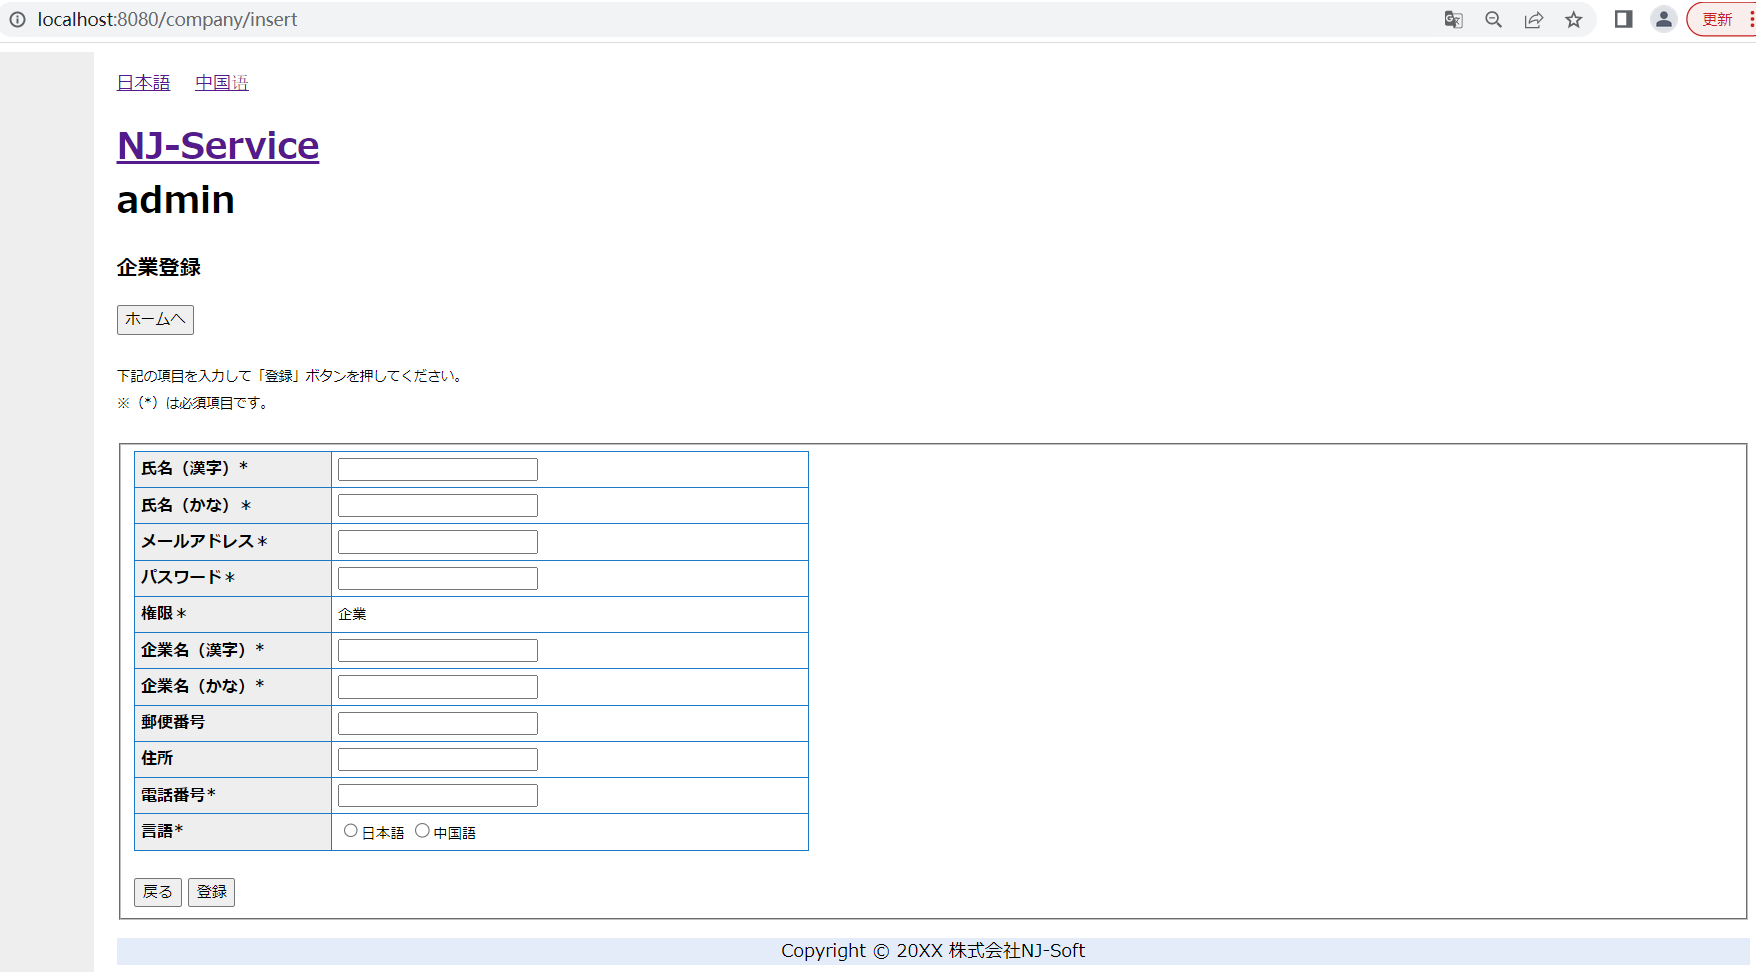 localhost:8080/company/insert
更新
日本語 中国语
NJ-Service
admin
企業登録
ホームへ
下記の項目を入力して「登録」ボタンを押してください。
※（*）は必須項目です。
氏名（漢字）*
氏名（かな）＊
メールアドレス＊
パスワード＊
権限＊ 企業
企業名（漢字）*
企業名（かな）*
郵便番号
住所
電話番号*
言語* 日本語 中国語
戻る 登録
Copyright © 20XX 株式会社NJ-Soft